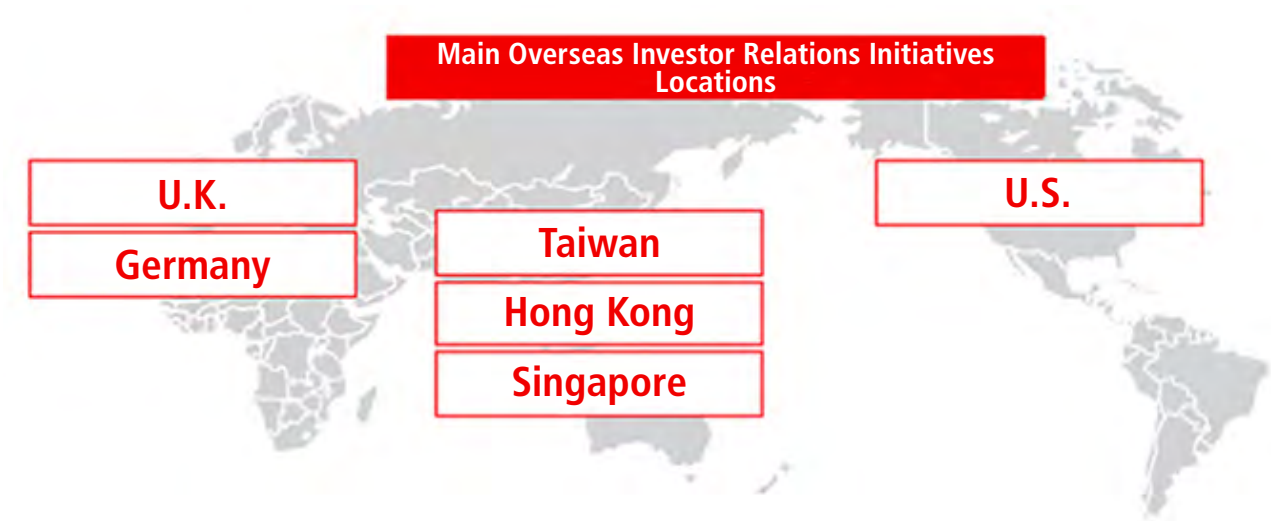 Main Overseas Investor Relations Initiatives
Locations
U.K.
Germany
Taiwan
Hong Kong
Singapore
U.S.